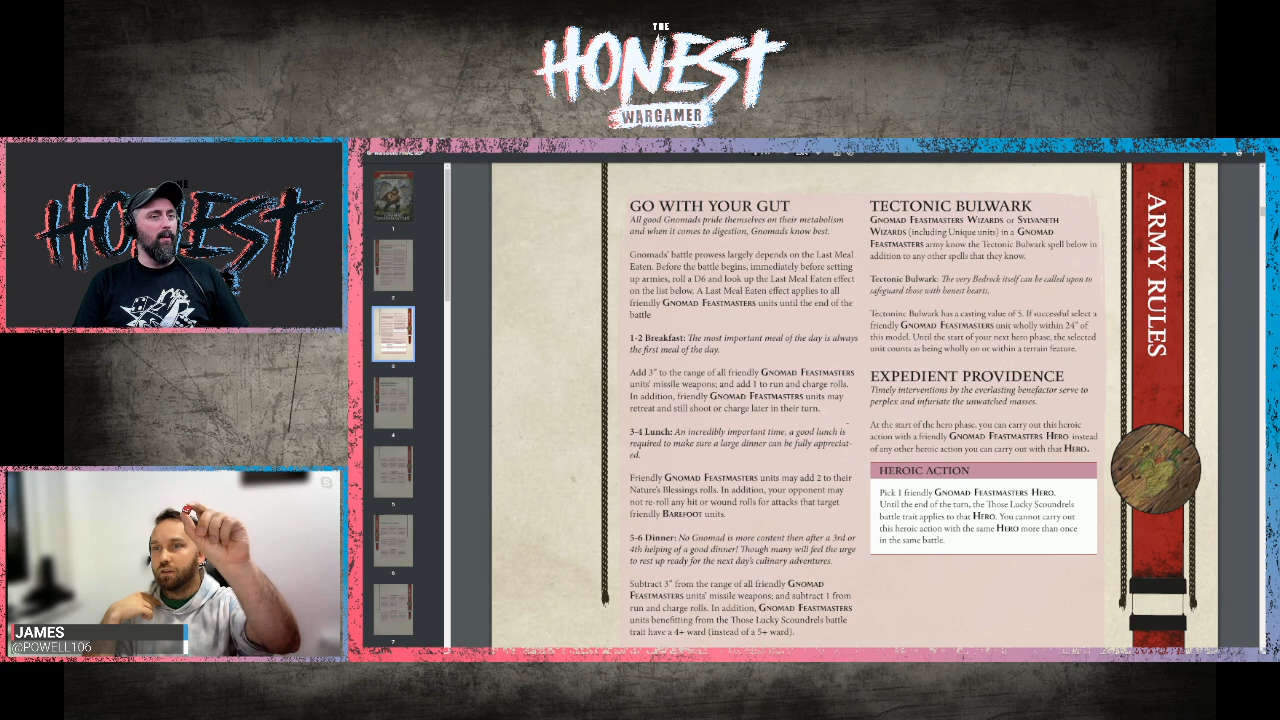 THE
HONEST
WARGAMER
HONEST
JAMES
@POWELL106
1
2
3
4
5
6
7
GO WITH YOUR GUT
All good Gnomads pride themselves on their metabolism
and when it comes to digestion, Gnomads know best.
Gnomads' battle prowess largely depends on the Last Meal
Eaten. Before the battle begins, immediately before setting
up armies, roll a D6 and look up the Last Meal Eaten effect
on the list below. A Last Meal Eaten effect applies to all
friendly GNOMAD FEASTMASTERS units until the end of the
battle
1-2 Breakfast: The most important meal of the day is always
the first meal of the day.
Add 3" to the range of all friendly GNOMAD FEASTMASTERS
units' missile weapons; and add 1 to run and charge rolls.
In addition, friendly GNOMAD FEASTMASTERS units may
retreat and still shoot or charge later in their turn.
3-4 Lunch: An incredibly important time, a good lunch is
required to make sure a large dinner can be fully appreciat-
ed.
Friendly GNOMAD FEASTMASTERS units may add 2 to their
Nature's Blessings rolls. In addition, your opponent may
not re-roll any hit or wound rolls for attacks that target
friendly BAREFOOT units.
5-6 Dinner: No Gnomad is more content then after a 3rd or
4th helping of a good dinner! Though many will feel the urge
to rest up ready for the next day's culinary adventures.
Subtract 3" from the range of all friendly GNOMAD
FEASTMASTERS units' missile weapons; and subtract 1 from
run and charge rolls. In addition, GNOMAD FEASTMASTERS
units benefitting from the Those Lucky Scoundrels battle
trait have a 4+ ward (instead of a 5+ ward).
TECTONIC BULWARK
GNOMAD FEASTMASTERS WIZARDS or SYLVANETH
WIZARDS (including Unique units) in a GNOMAD
FEASTMASTERS army know the Tectonic Bulwark spell below in
addition to any other spells that they know.
Tectonic Bulwark: The very Bedrock itself can be called upon to
safeguard those with honest hearts.
Tectoninc Bulwark has a casting value of 5. If successful select a
friendly GNOMAD FEASTMASTERS unit wholly within 24" of
this model. Until the start of your next hero phase, the selected
unit counts as being wholly on or within a terrain feature.
EXPEDIENT PROVIDENCE
Timely interventions by the everlasting benefactor serve to
perplex and infuriate the unwatched masses.
At the start of the hero phase, you can carry out this heroic
action with a friendly GNOMAD FEASTMASTERS HERO instead
of any other heroic action you can carry out with that HERO.
HEROIC ACTION
Pick 1 friendly GNOMAD FEASTMASTERS HERO.
Until the end of the turn, the Those Lucky Scoundrels
battle trait applies to that HERO. You cannot carry out
this heroic action with the same HERO more than once
in the same battle.
ARMY RULES